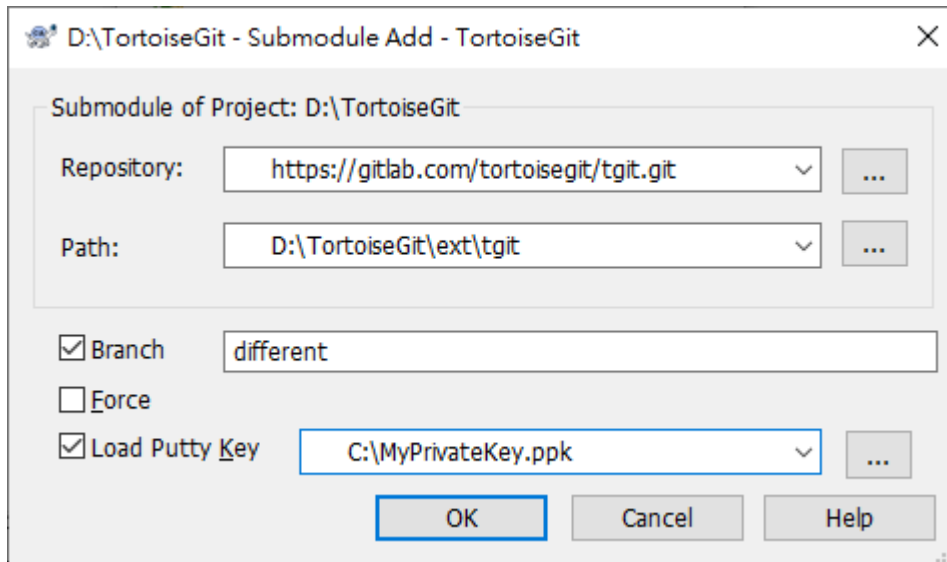 D:\TortoiseGit - Submodule Add - TortoiseGit
Submodule of Project: D:\TortoiseGit
Repository: https://gitlab.com/tortoisegit/tgit.git ...
Path: D:\TortoiseGit\ext\tgit ...
Branch different
Force
Load Putty Key C:\MyPrivateKey.ppk ...
OK Cancel Help